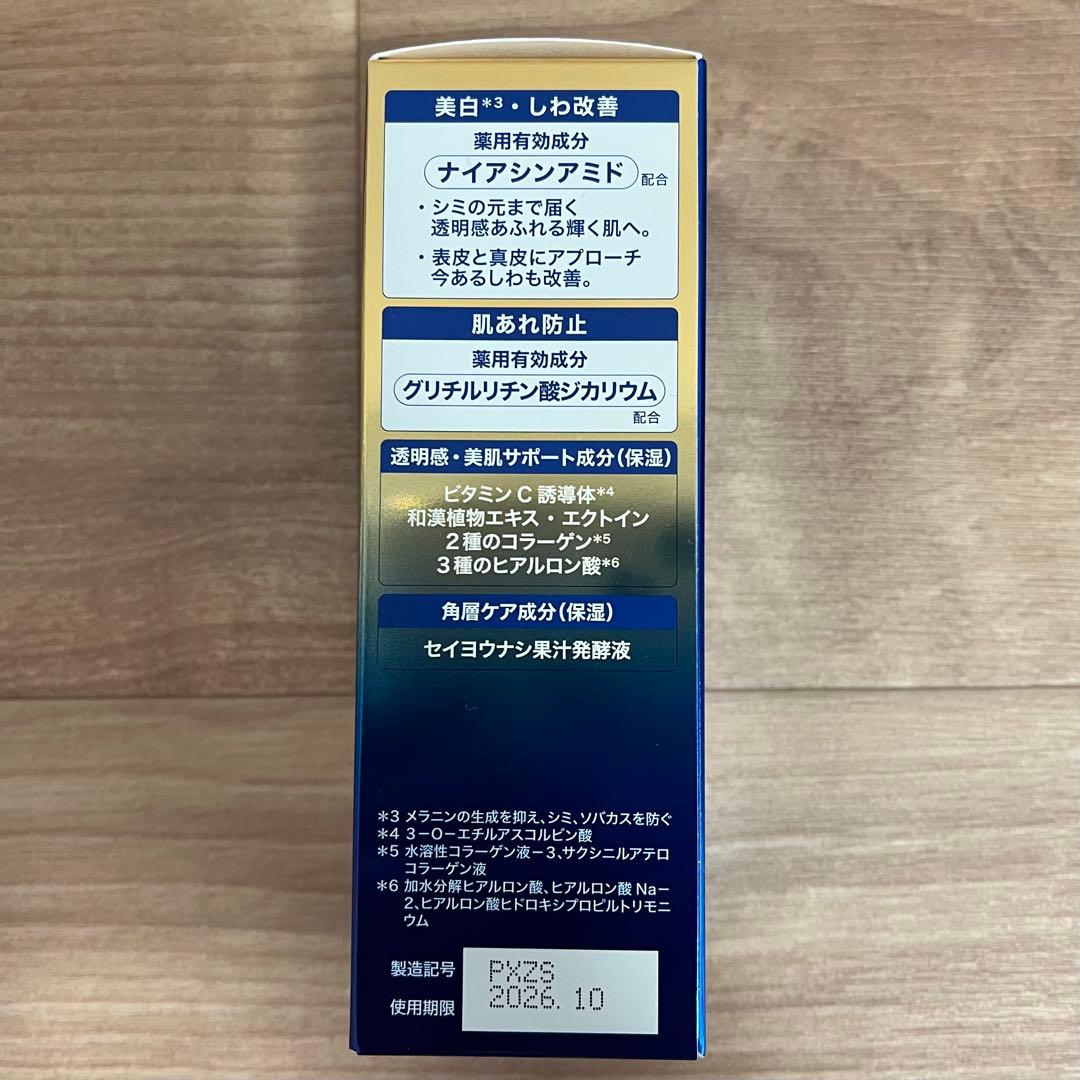 美白*3・しわ改善
薬用有効成分
ナイアシンアミド 配合
・シミの元まで届く
透明感あふれる輝く肌へ。
・表皮と真皮にアプローチ
今あるしわも改善。
肌あれ防止
薬用有効成分
グリチルリチン酸ジカリウム
配合
透明感・美肌サポート成分(保湿)
ビタミンC誘導体*4
和漢植物エキス・エクトイン
2種のコラーゲン*5
3種のヒアルロン酸*6
角層ケア成分(保湿)
セイヨウナシ果汁発酵液
*3 メラニンの生成を抑え、シミ、ソバカスを防ぐ
*4 3-O-エチルアスコルビン酸
*5 水溶性コラーゲン液-3、サクシニルアテロ
コラーゲン液
*6 加水分解ヒアルロン酸、ヒアルロン酸Na-
2、ヒアルロン酸ヒドロキシプロピルトリモニ
ウム
製造記号 PXZS
使用期限 2026.10